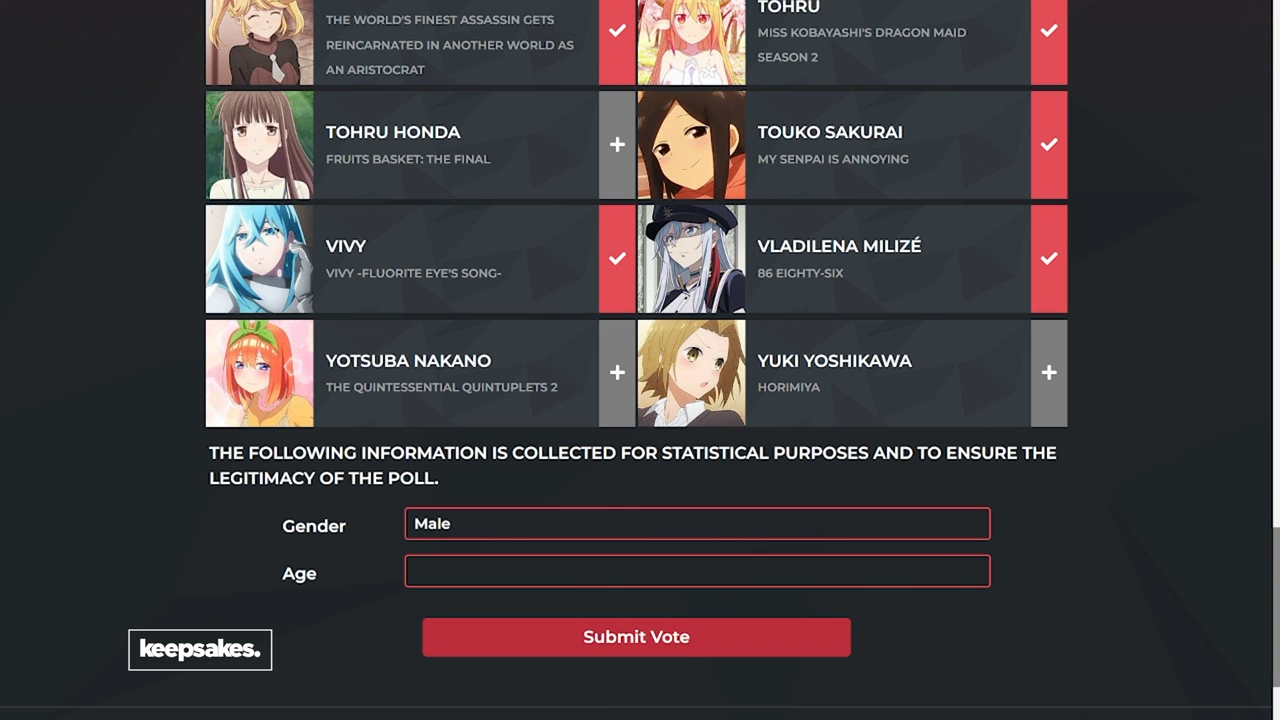 THE WORLD'S FINEST ASSASSIN GETS
REINCARNATED IN ANOTHER WORLD AS
AN ARISTOCRAT
TOHRU
MISS KOBAYASHI'S DRAGON MAID
SEASON 2
TOHRU HONDA
FRUITS BASKET: THE FINAL
TOUKO SAKURAI
MY SENPAI IS ANNOYING
VIVY
VIVY -FLUORITE EYE'S SONG-
VLADILENA MILIZÉ
86 EIGHTY-SIX
YOTSUBA NAKANO
THE QUINTESSENTIAL QUINTUPLETS 2
YUKI YOSHIKAWA
HORIMIYA
THE FOLLOWING INFORMATION IS COLLECTED FOR STATISTICAL PURPOSES AND TO ENSURE THE
LEGITIMACY OF THE POLL.
Gender
Male
Age
Submit Vote
keepsakes.